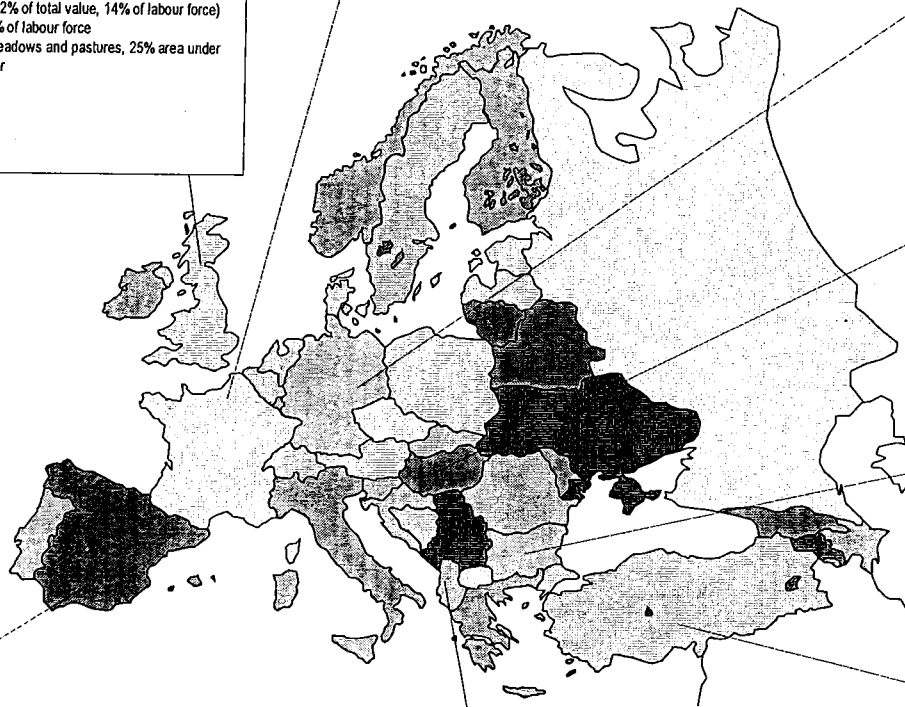 2% of total value, 14% of labour force)
% of labour force
eadows and pastures, 25% area under
r